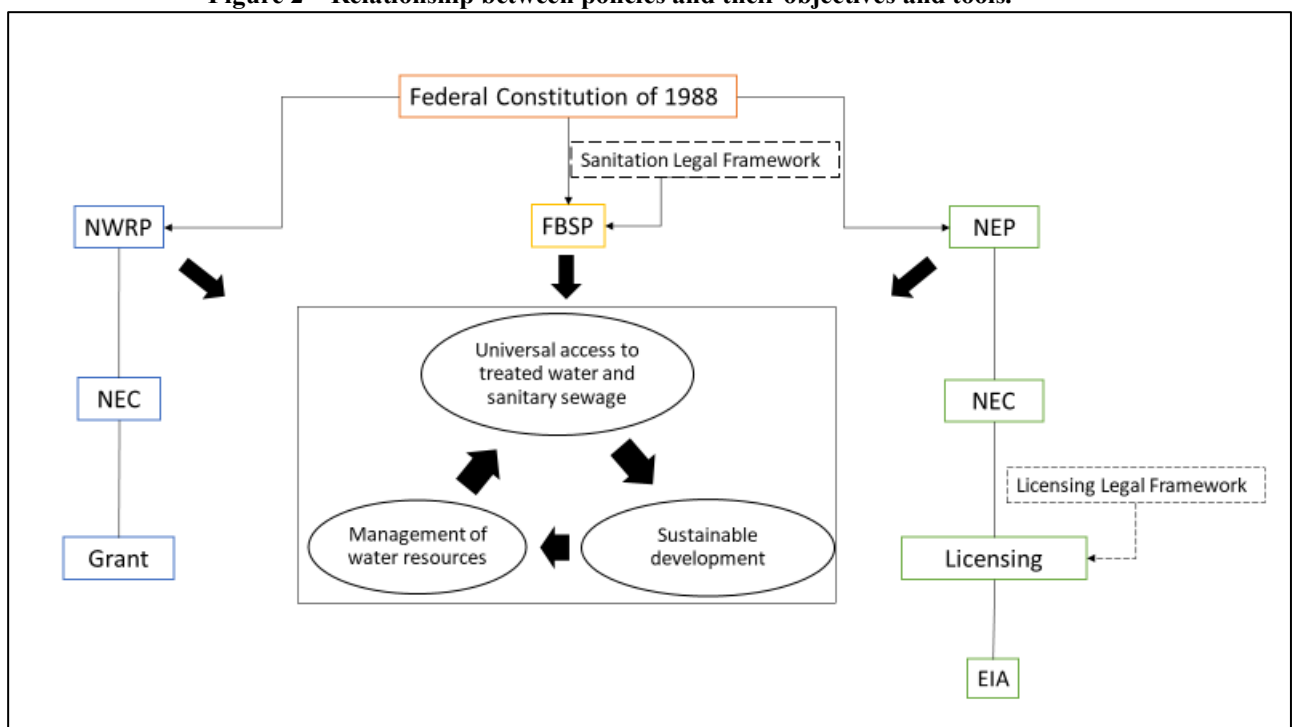 Figure 2 – Relationship between policies and their objectives and tools.
Federal Constitution of 1988
Sanitation Legal Framework
NWRP
FBSP
NEP
Universal access to
treated water and
sanitary sewage
NEC
NEC
Licensing Legal Framework
Management of
water resources
Sustainable
development
Grant
Licensing
EIA